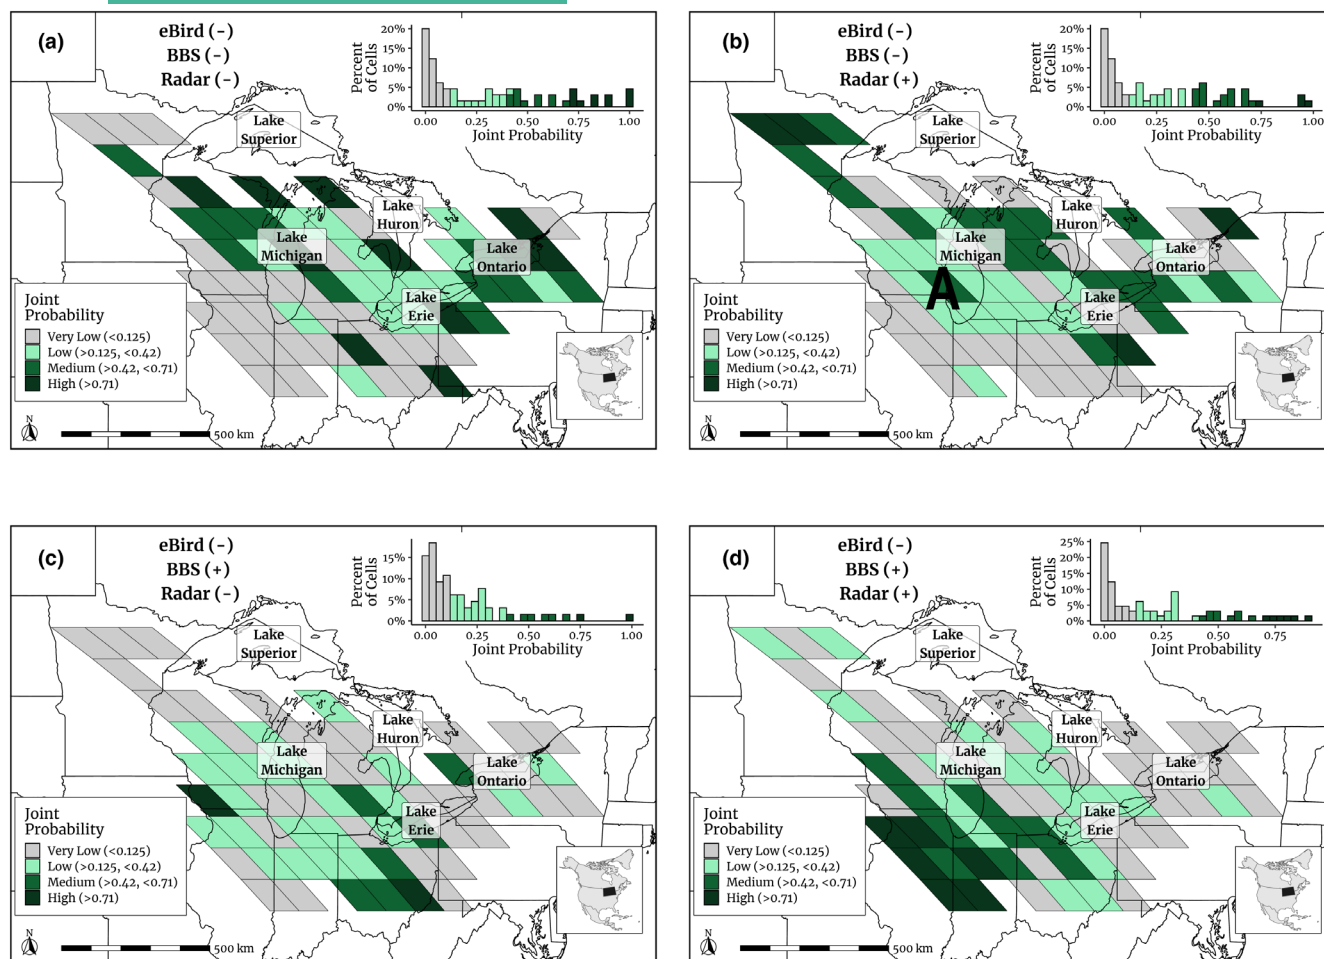 (a)
eBird (-)
BBS (-)
Radar (-)
Percent
of Cells
20%
15%
10%
5%
0%
0.00 0.25 0.50 0.75 1.00
Joint Probability
Lake
Superior
Lake
Huron
Lake
Michigan
Lake
Ontario
Lake
Erie
Joint
Probability
Very Low (<0.125)
Low (>0.125, <0.42)
Medium (>0.42, <0.71)
High (>0.71)
N
500 km
(b)
eBird (-)
BBS (-)
Radar (+)
Percent
of Cells
20%
15%
10%
5%
0%
0.00 0.25 0.50 0.75 1.00
Joint Probability
Lake
Superior
Lake
Huron
Lake
Michigan
Lake
Ontario
A
Lake
Erie
Joint
Probability
Very Low (<0.125)
Low (>0.125, <0.42)
Medium (>0.42, <0.71)
High (>0.71)
N
500 km
(c)
eBird (-)
BBS (+)
Radar (-)
Percent
of Cells
15%
10%
5%
0%
0.00 0.25 0.50 0.75 1.00
Joint Probability
Lake
Superior
Lake
Huron
Lake
Michigan
Lake
Ontario
Lake
Erie
Joint
Probability
Very Low (<0.125)
Low (>0.125, <0.42)
Medium (>0.42, <0.71)
High (>0.71)
N
500 km
(d)
eBird (-)
BBS (+)
Radar (+)
Percent
of Cells
25%
20%
15%
10%
5%
0%
0.00 0.25 0.50 0.75
Joint Probability
Lake
Superior
Lake
Huron
Lake
Michigan
Lake
Ontario
Lake
Erie
Joint
Probability
Very Low (<0.125)
Low (>0.125, <0.42)
Medium (>0.42, <0.71)
High (>0.71)
N
500 km